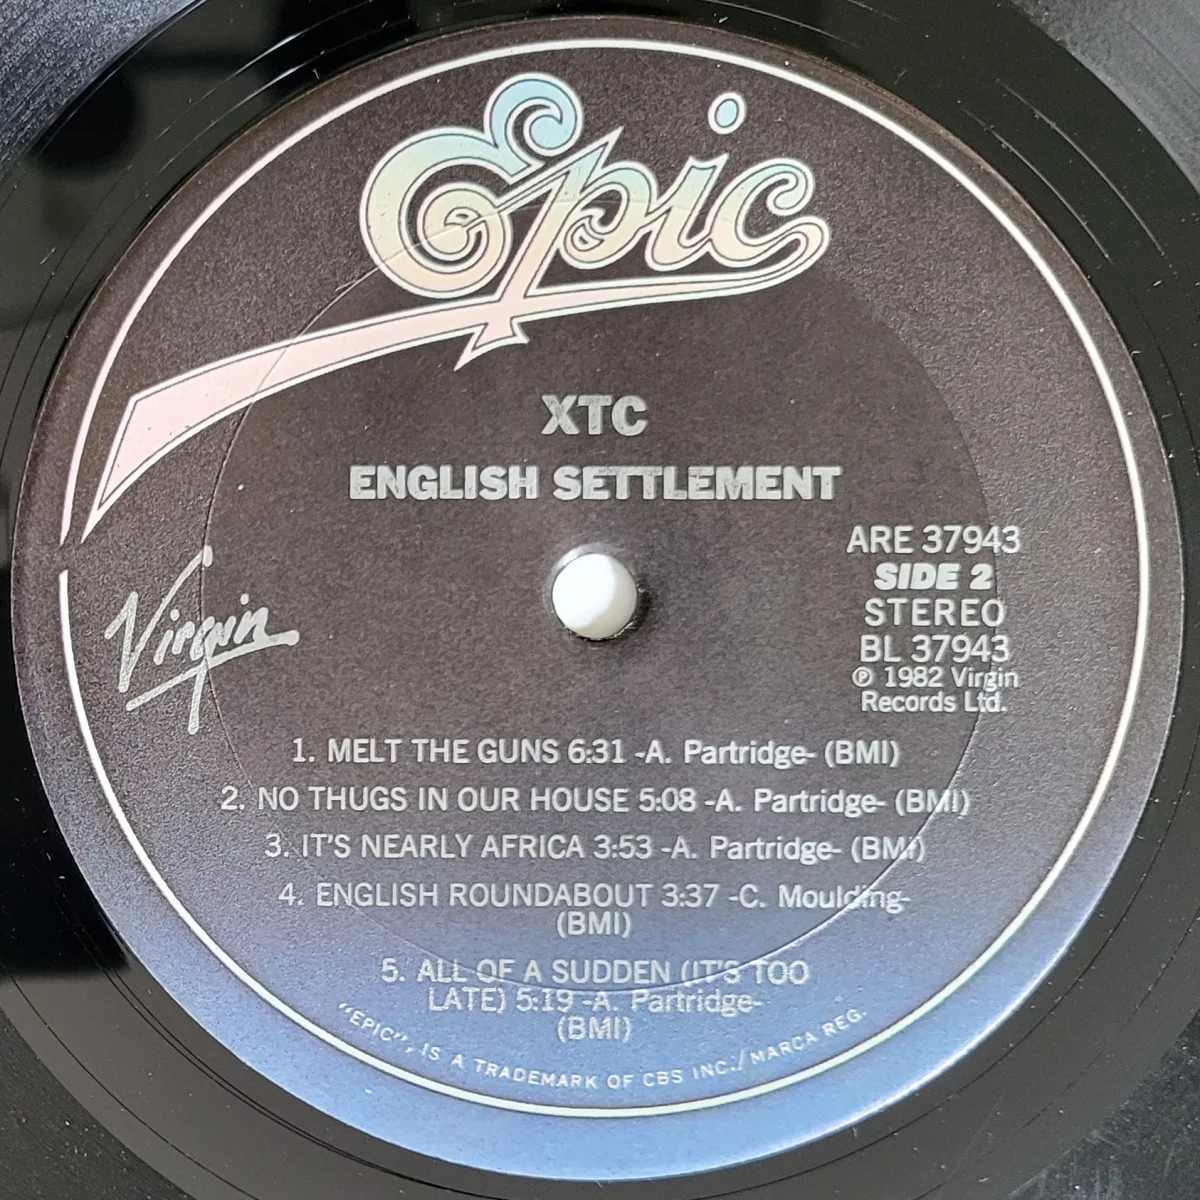 Epic
XTC
ENGLISH SETTLEMENT
Virgin
ARE 37943
SIDE 2
STEREO
BL 37943
℗ 1982 Virgin
Records Ltd.
1. MELT THE GUNS 6:31 -A. Partridge- (BMI)
2. NO THUGS IN OUR HOUSE 5:08 -A. Partridge- (BMI)
3. IT'S NEARLY AFRICA 3:53 -A. Partridge- (BMI)
4. ENGLISH ROUNDABOUT 3:37 -C. Moulding-
(BMI)
5. ALL OF A SUDDEN (IT'S TOO
LATE) 5:19 -A. Partridge-
(BMI)
"EPIC", IS A TRADEMARK OF CBS INC./MARCA REG.